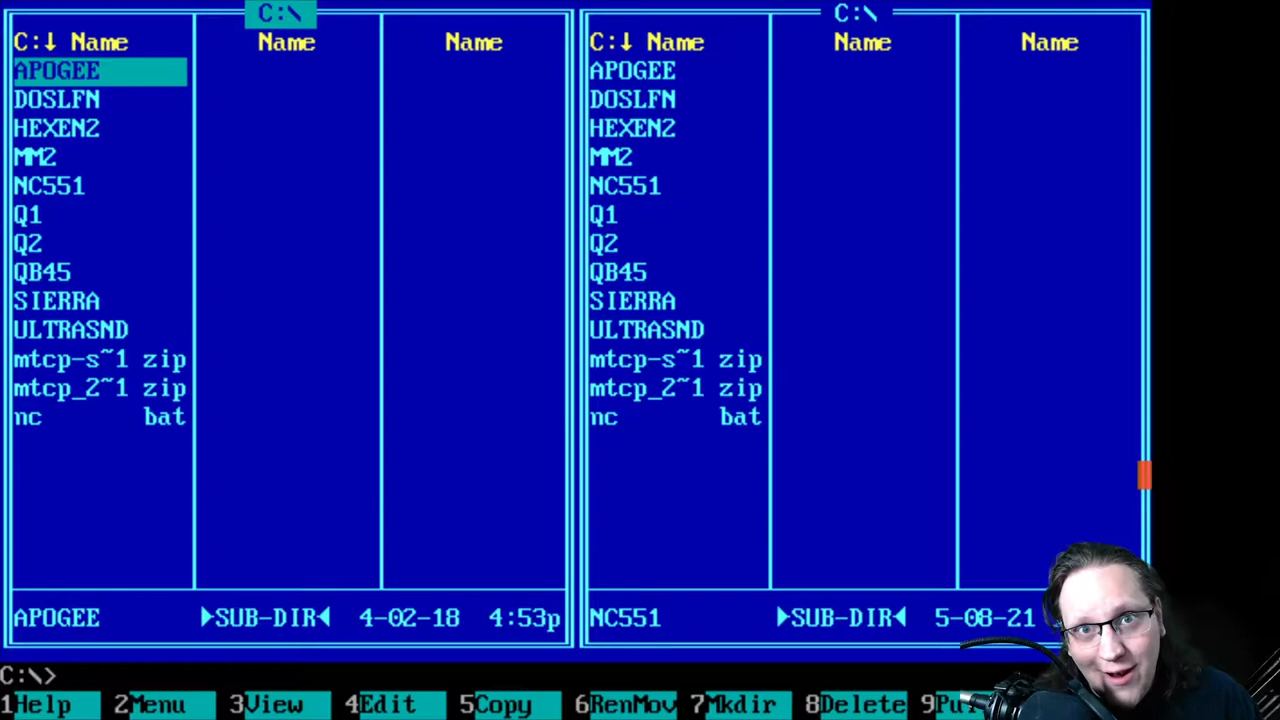 C:\ C:\
C:↓ Name Name Name C:↓ Name Name Name
APOGEE APOGEE
DOSLFN DOSLFN
HEXEN2 HEXEN2
MM2 MM2
NC551 NC551
Q1 Q1
Q2 Q2
QB45 QB45
SIERRA SIERRA
ULTRASND ULTRASND
mtcp-s~1 zip mtcp-s~1 zip
mtcp_2~1 zip mtcp_2~1 zip
nc bat nc bat
APOGEE ►SUB-DIR◄ 4-02-18 4:53p NC551 ►SUB-DIR◄ 5-08-21
C:\>
1Help 2Menu 3View 4Edit 5Copy 6RenMov 7Mkdir 8Delete 9Pu